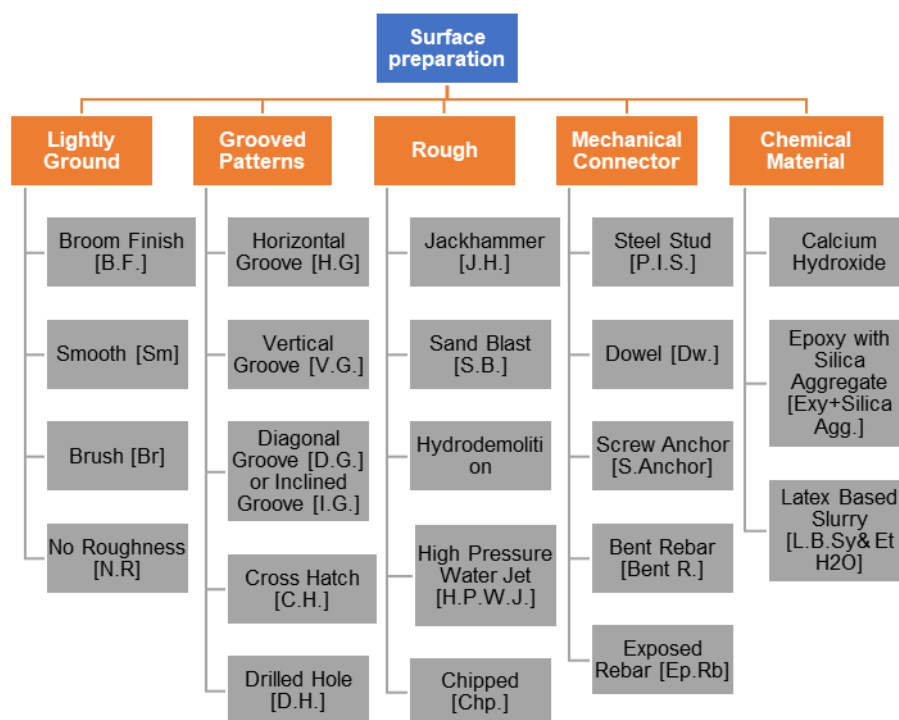 Surface
preparation
Lightly
Ground
Broom Finish
[B.F.]
Smooth [Sm]
Brush [Br]
No Roughness
[N.R]
Grooved
Patterns
Horizontal
Groove [H.G]
Vertical
Groove [V.G.]
Diagonal
Groove [D.G.]
or Inclined
Groove [I.G.]
Cross Hatch
[C.H.]
Drilled Hole
[D.H.]
Rough
Jackhammer
[J.H.]
Sand Blast
[S.B.]
Hydrodemoliti
on
High Pressure
Water Jet
[H.P.W.J.]
Chipped
[Chp.]
Mechanical
Connector
Steel Stud
[P.I.S.]
Dowel [Dw.]
Screw Anchor
[S.Anchor]
Bent Rebar
[Bent R.]
Exposed
Rebar [Ep.Rb]
Chemical
Material
Calcium
Hydroxide
Epoxy with
Silica
Aggregate
[Exy+Silica
Agg.]
Latex Based
Slurry
[L.B.Sy& Et
H2O]